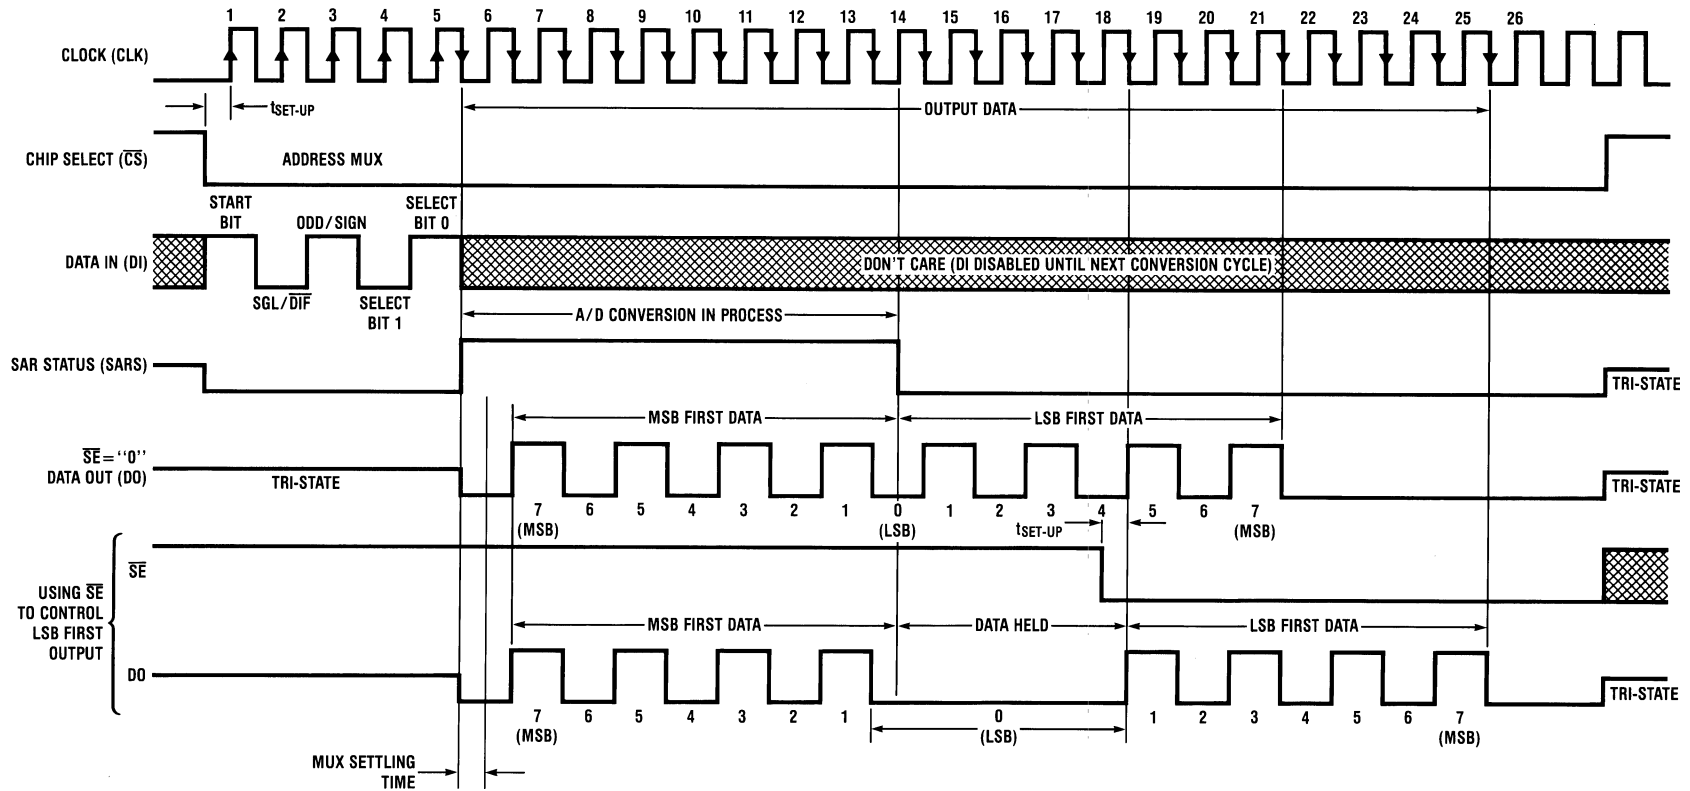 1 2 3 4 5 6 7 8 9 10 11 12 13 14 15 16 17 18 19 20 21 22 23 24 25 26
CLOCK (CLK)
tSET-UP
OUTPUT DATA
CHIP SELECT (C̅S̅)
ADDRESS MUX
START
BIT
ODD/SIGN
SELECT
BIT 0
DATA IN (DI)
DON'T CARE (DI DISABLED UNTIL NEXT CONVERSION CYCLE)
SGL/D̅I̅F̅
SELECT
BIT 1
A/D CONVERSION IN PROCESS
SAR STATUS (SARS)
TRI-STATE
MSB FIRST DATA
LSB FIRST DATA
S̅E̅="0"
DATA OUT (DO)
TRI-STATE
TRI-STATE
7 6 5 4 3 2 1 0 1 2 3 4 5 6 7
(MSB) (LSB) (MSB)
tSET-UP
S̅E̅
USING S̅E̅
TO CONTROL
LSB FIRST
OUTPUT
MSB FIRST DATA
DATA HELD
LSB FIRST DATA
DO
TRI-STATE
7 6 5 4 3 2 1 0 1 2 3 4 5 6 7
(MSB) (LSB) (MSB)
MUX SETTLING
TIME